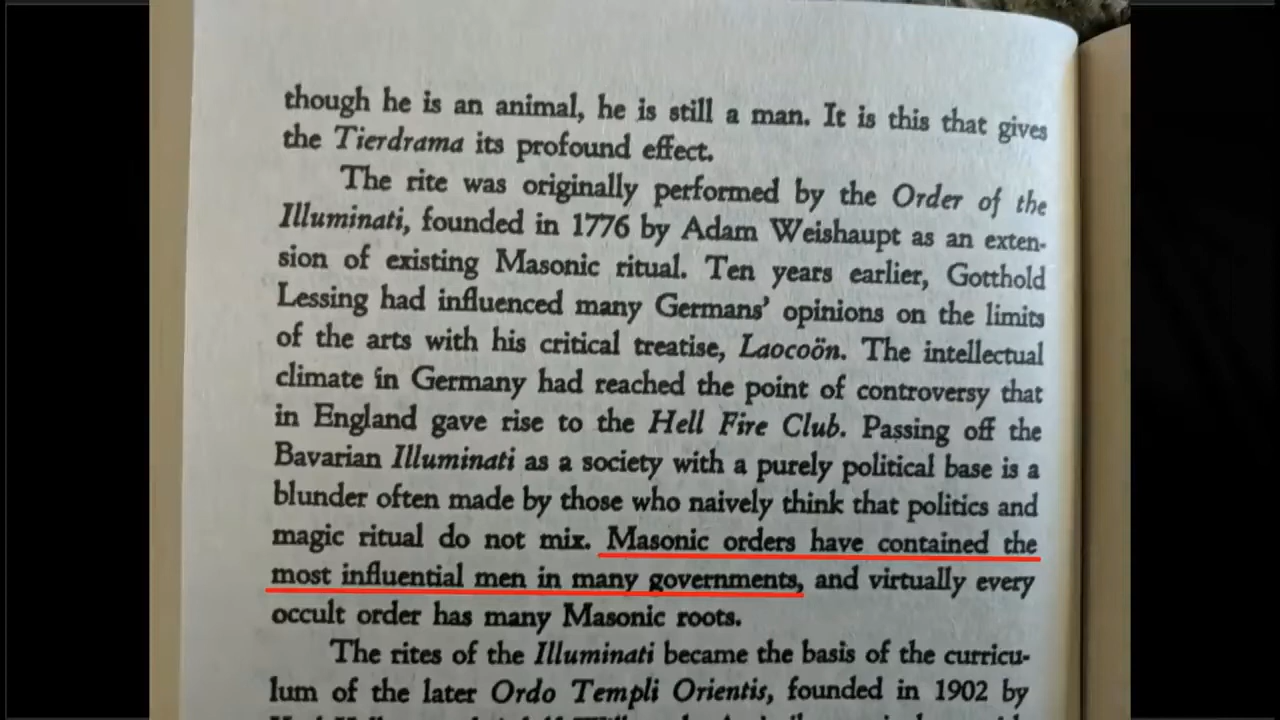 though he is an animal, he is still a man. It is this that gives
the Tierdrama its profound effect.
The rite was originally performed by the Order of the
Illuminati, founded in 1776 by Adam Weishaupt as an exten-
sion of existing Masonic ritual. Ten years earlier, Gotthold
Lessing had influenced many Germans' opinions on the limits
of the arts with his critical treatise, Laocoön. The intellectual
climate in Germany had reached the point of controversy that
in England gave rise to the Hell Fire Club. Passing off the
Bavarian Illuminati as a society with a purely political base is a
blunder often made by those who naively think that politics and
magic ritual do not mix. Masonic orders have contained the
most influential men in many governments, and virtually every
occult order has many Masonic roots.
The rites of the Illuminati became the basis of the curricu-
lum of the later Ordo Templi Orientis, founded in 1902 by